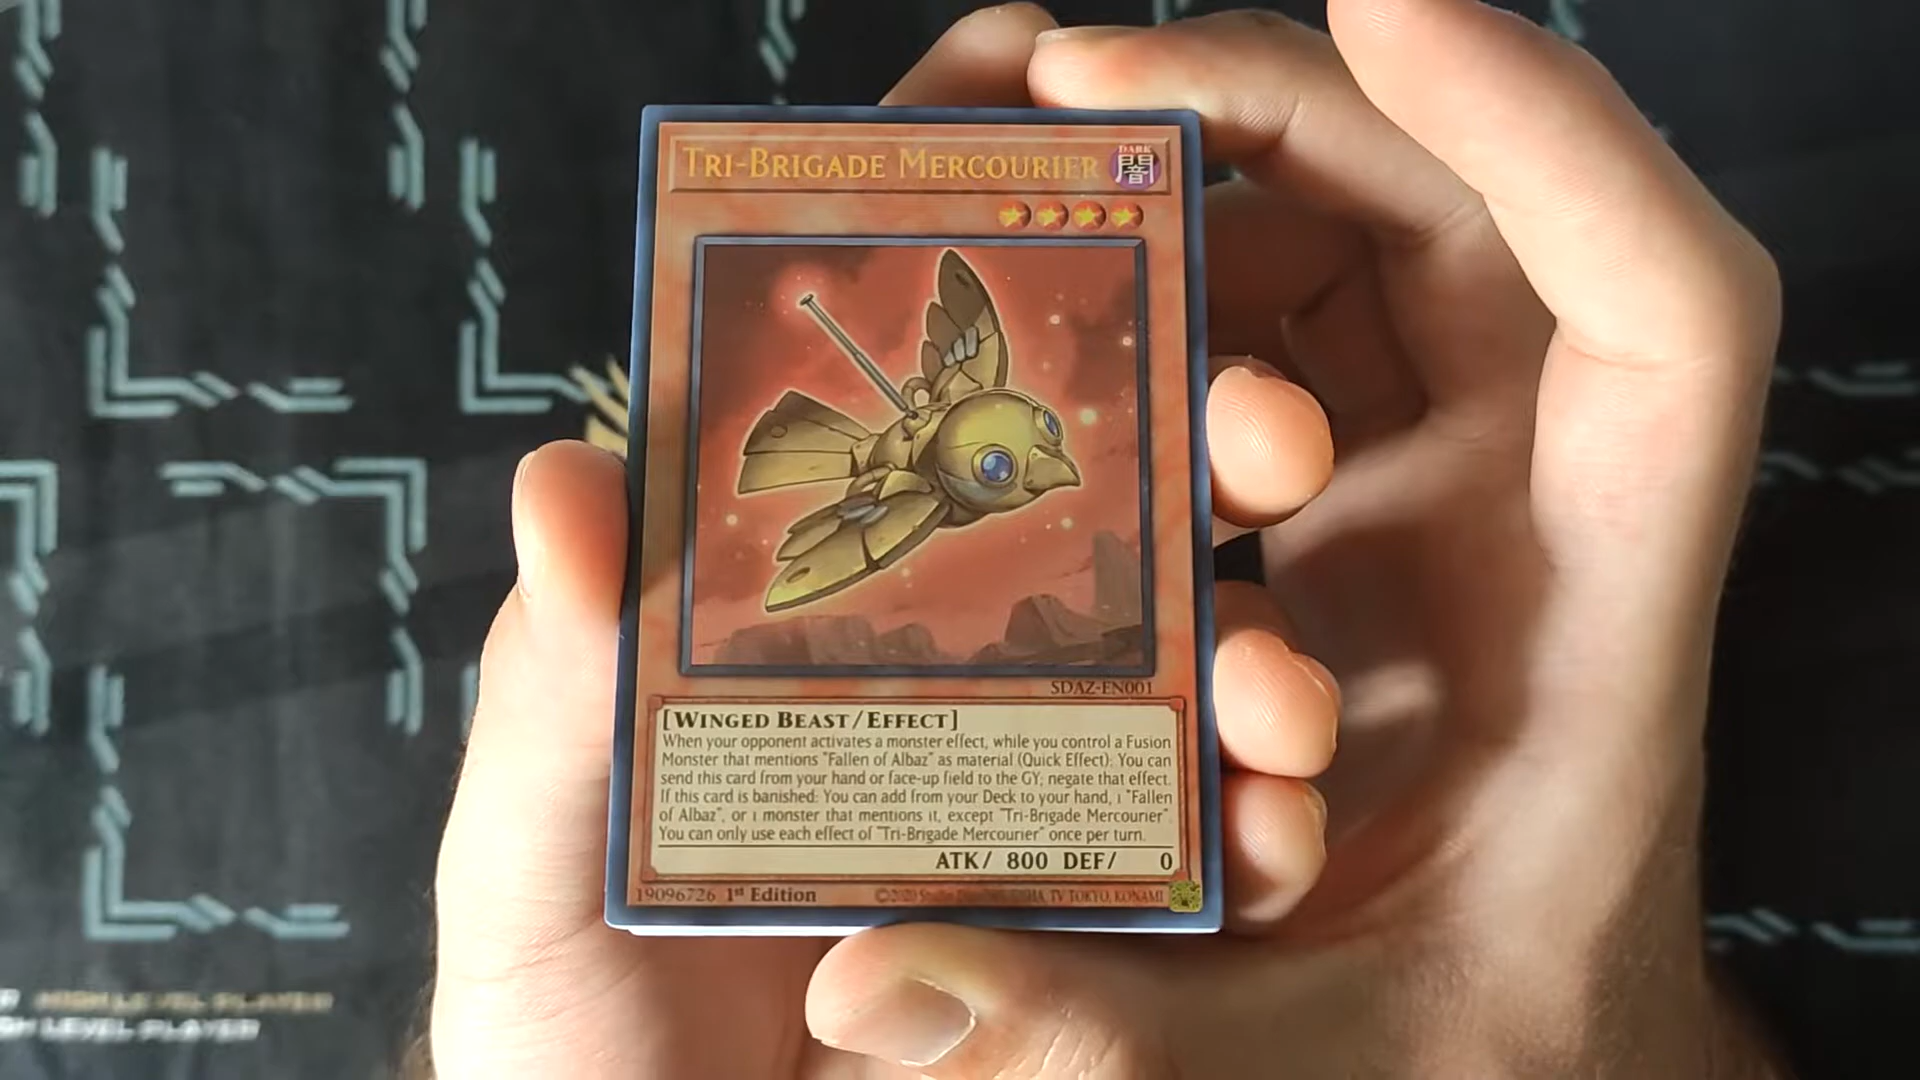 TRI-BRIGADE MERCOURIER
DARK
闇
SDAZ-EN001
[WINGED BEAST/EFFECT]
When your opponent activates a monster effect, while you control a Fusion
Monster that mentions "Fallen of Albaz" as material (Quick Effect): You can
send this card from your hand or face-up field to the GY; negate that effect.
If this card is banished: You can add from your Deck to your hand, 1 "Fallen
of Albaz", or 1 monster that mentions it, except "Tri-Brigade Mercourier".
You can only use each effect of "Tri-Brigade Mercourier" once per turn.
ATK/ 800 DEF/ 0
19096726 1st Edition ©2020 Studio TV TOKYO, KONAMI
HIGH LEVEL PLAYER
HIGH LEVEL PLAYER